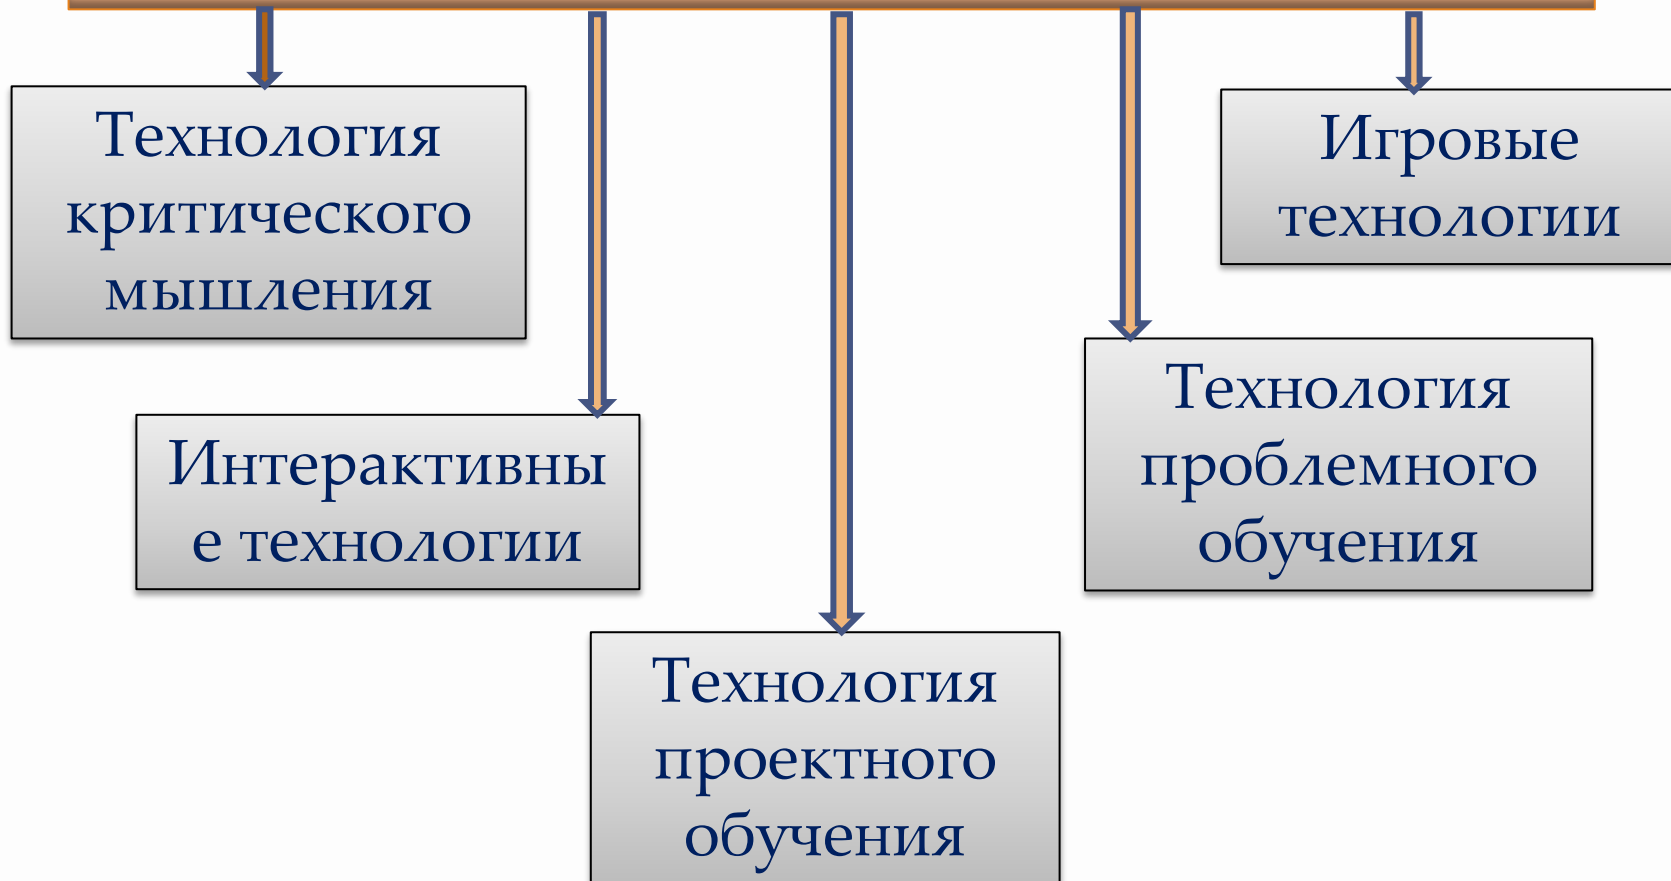 Технология
критического
мышления
Игровые
технологии
Интерактивны
е технологии
Технология
проблемного
обучения
Технология
проектного
обучения